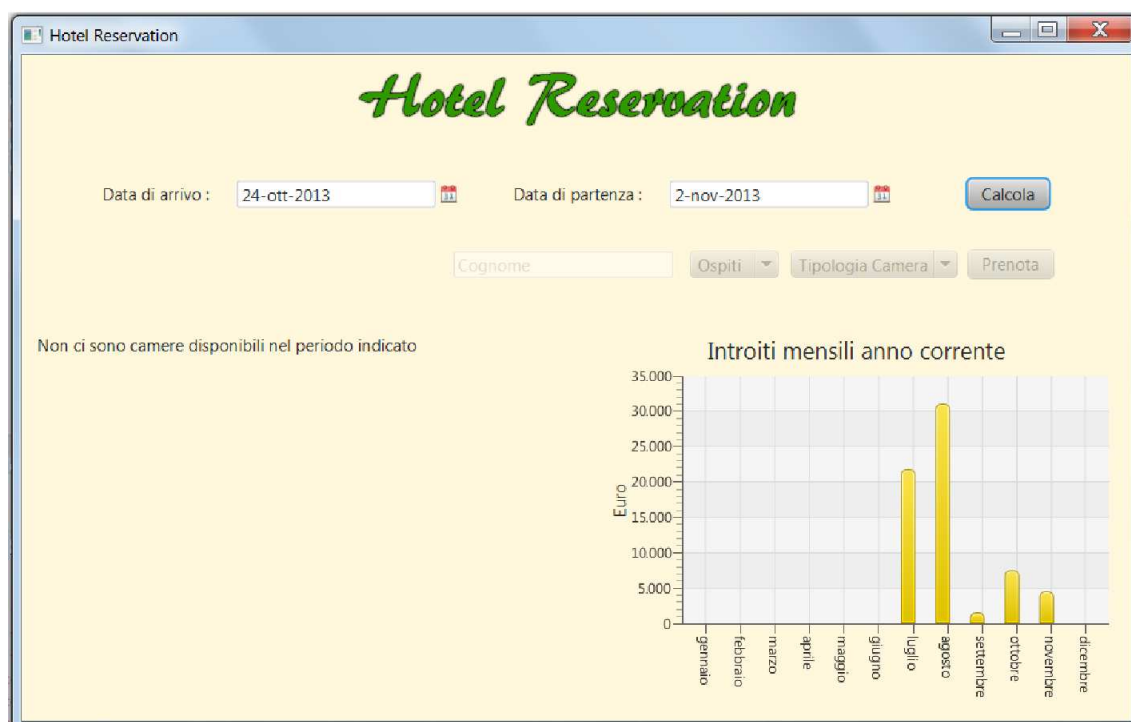 Hotel Reservation
Hotel Reservation
Data di arrivo : 24-ott-2013 Data di partenza : 2-nov-2013 Calcola
Cognome Ospiti Tipologia Camera Prenota
Non ci sono camere disponibili nel periodo indicato
Introiti mensili anno corrente
35.000
30.000
25.000
20.000
15.000
10.000
5.000
0
Euro
gennaio
febbraio
marzo
aprile
maggio
giugno
luglio
agosto
settembre
ottobre
novembre
dicembre